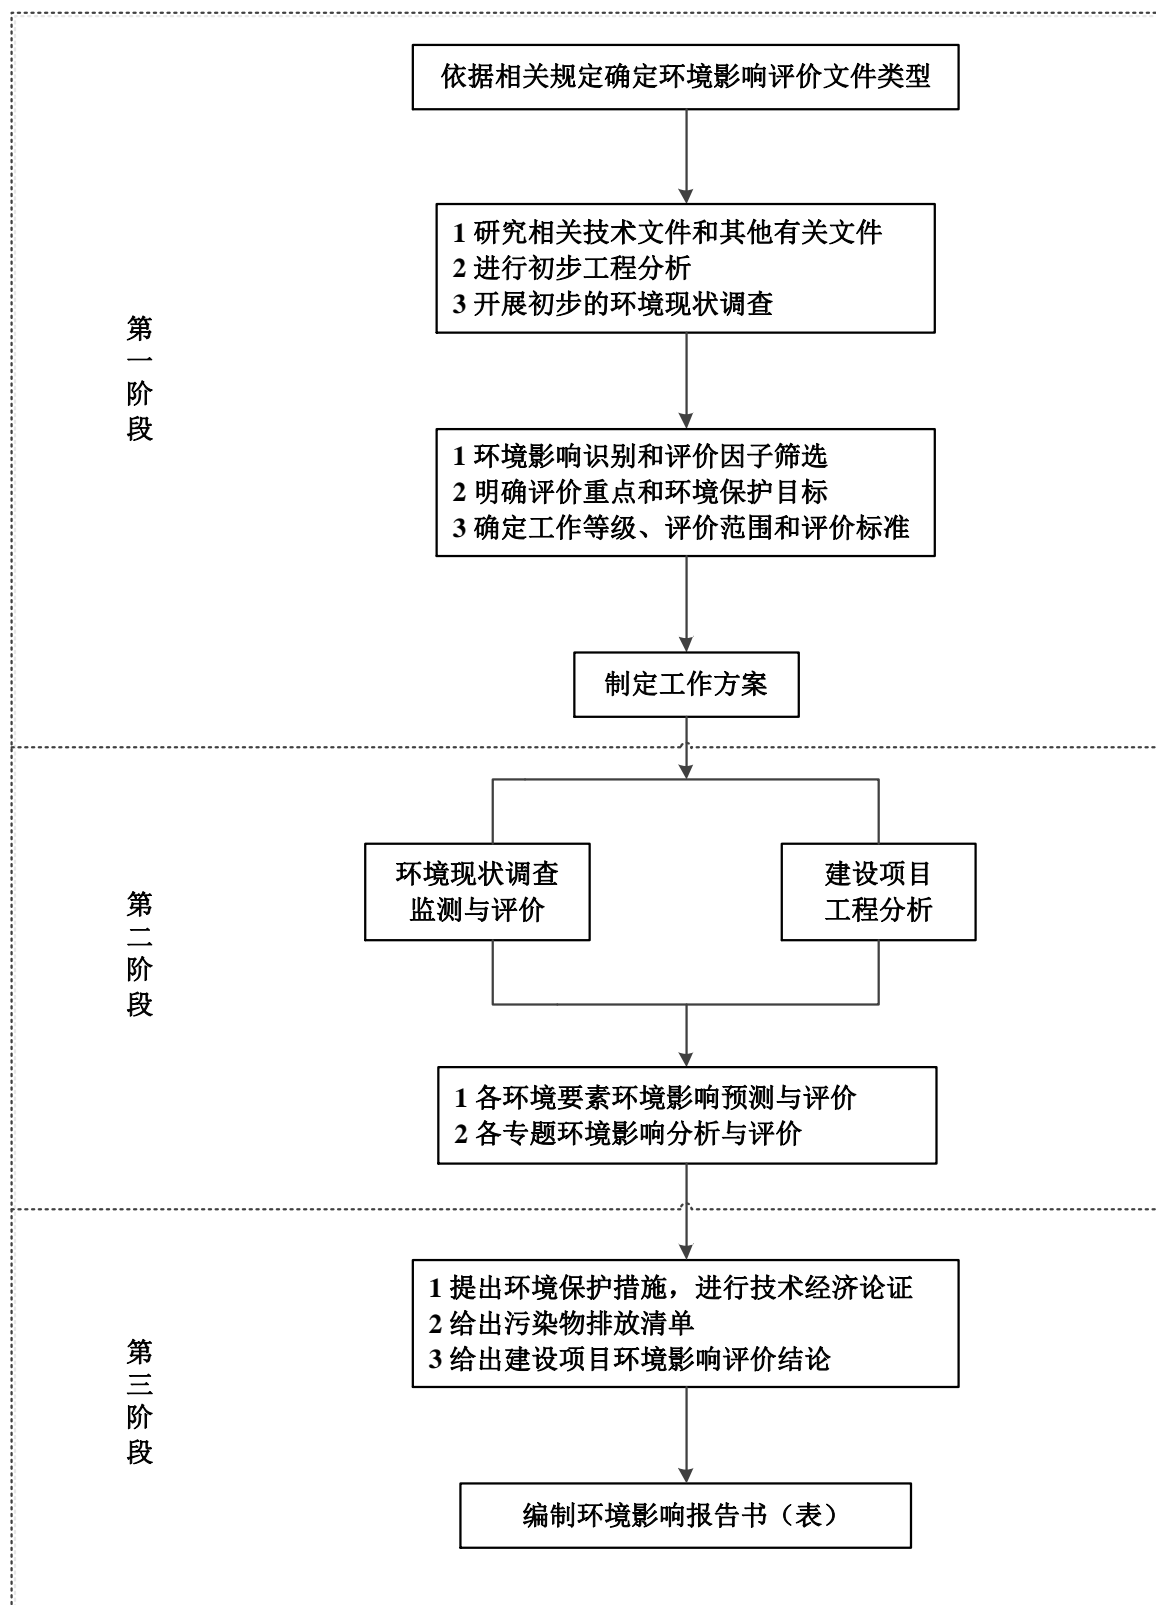 依据相关规定确定环境影响评价文件类型
1 研究相关技术文件和其他有关文件
2 进行初步工程分析
3 开展初步的环境现状调查
第
一
阶
段
1 环境影响识别和评价因子筛选
2 明确评价重点和环境保护目标
3 确定工作等级、评价范围和评价标准
制定工作方案
环境现状调查
监测与评价
建设项目
工程分析
第
二
阶
段
1 各环境要素环境影响预测与评价
2 各专题环境影响分析与评价
1 提出环境保护措施，进行技术经济论证
2 给出污染物排放清单
3 给出建设项目环境影响评价结论
第
三
阶
段
编制环境影响报告书（表）